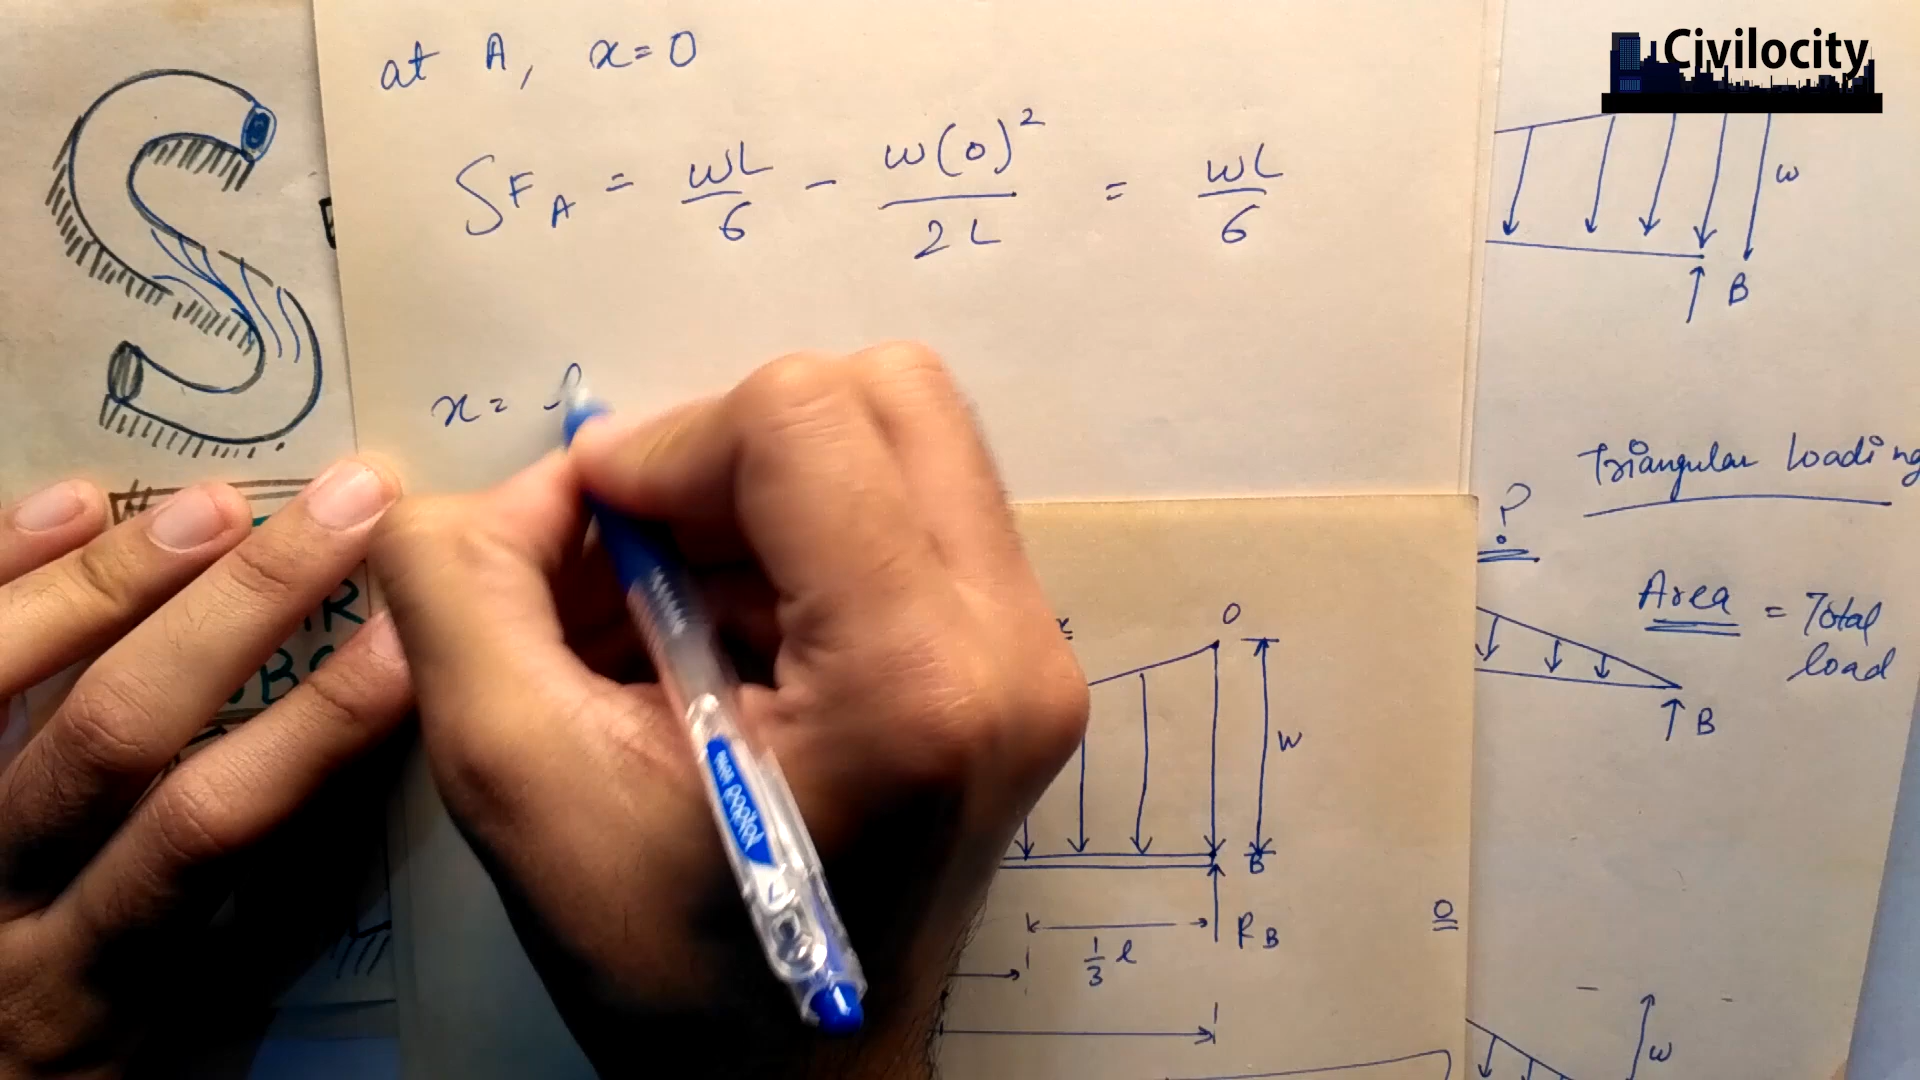 Civilocity
at A, x=0
SF_A = wL/6 - w(0)²/2L = wL/6
x= l
w
B
Triangular Loading
?
Area = Total load
B
x
O
w
B
R_B
1/3 l
O
w